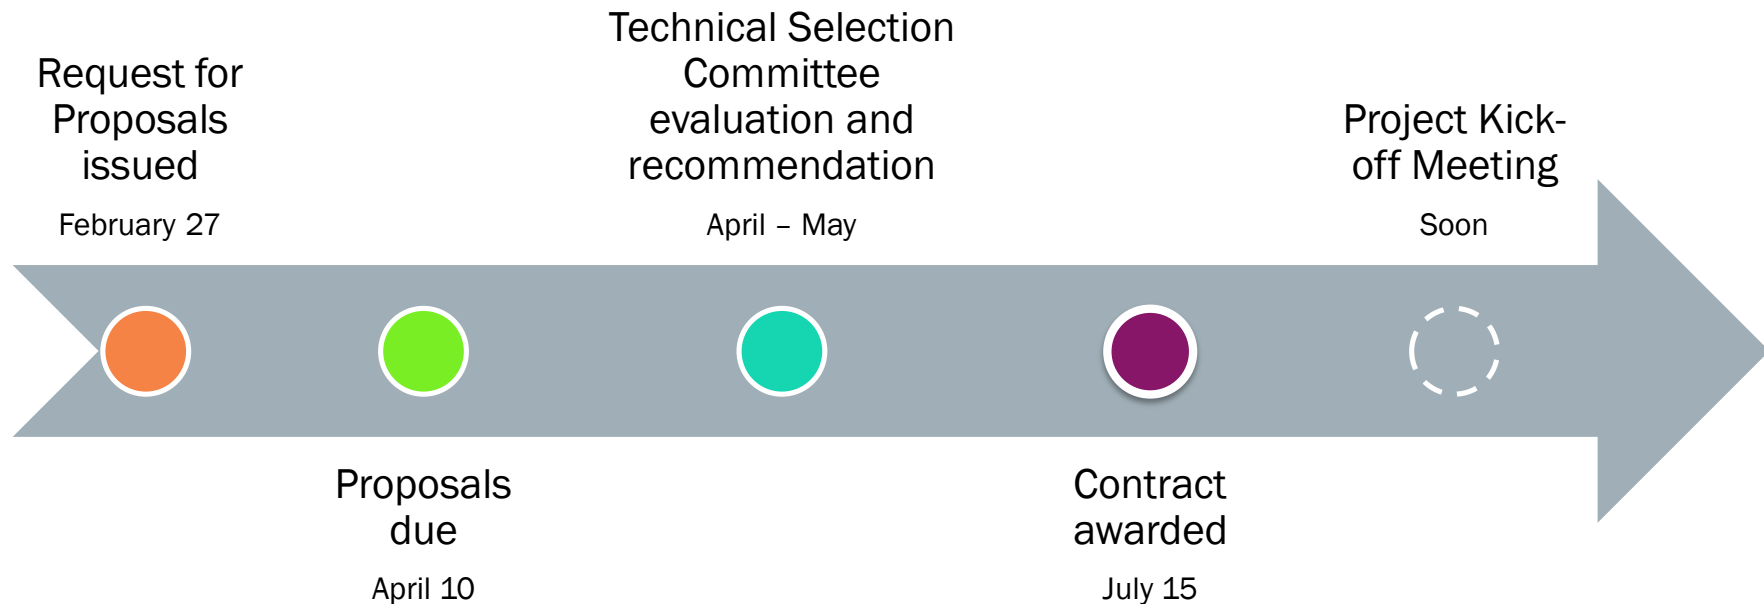 Request for
Proposals
issued
February 27
Proposals
due
April 10
Technical Selection
Committee
evaluation and
recommendation
April – May
Contract
awarded
July 15
Project Kick-
off Meeting
Soon